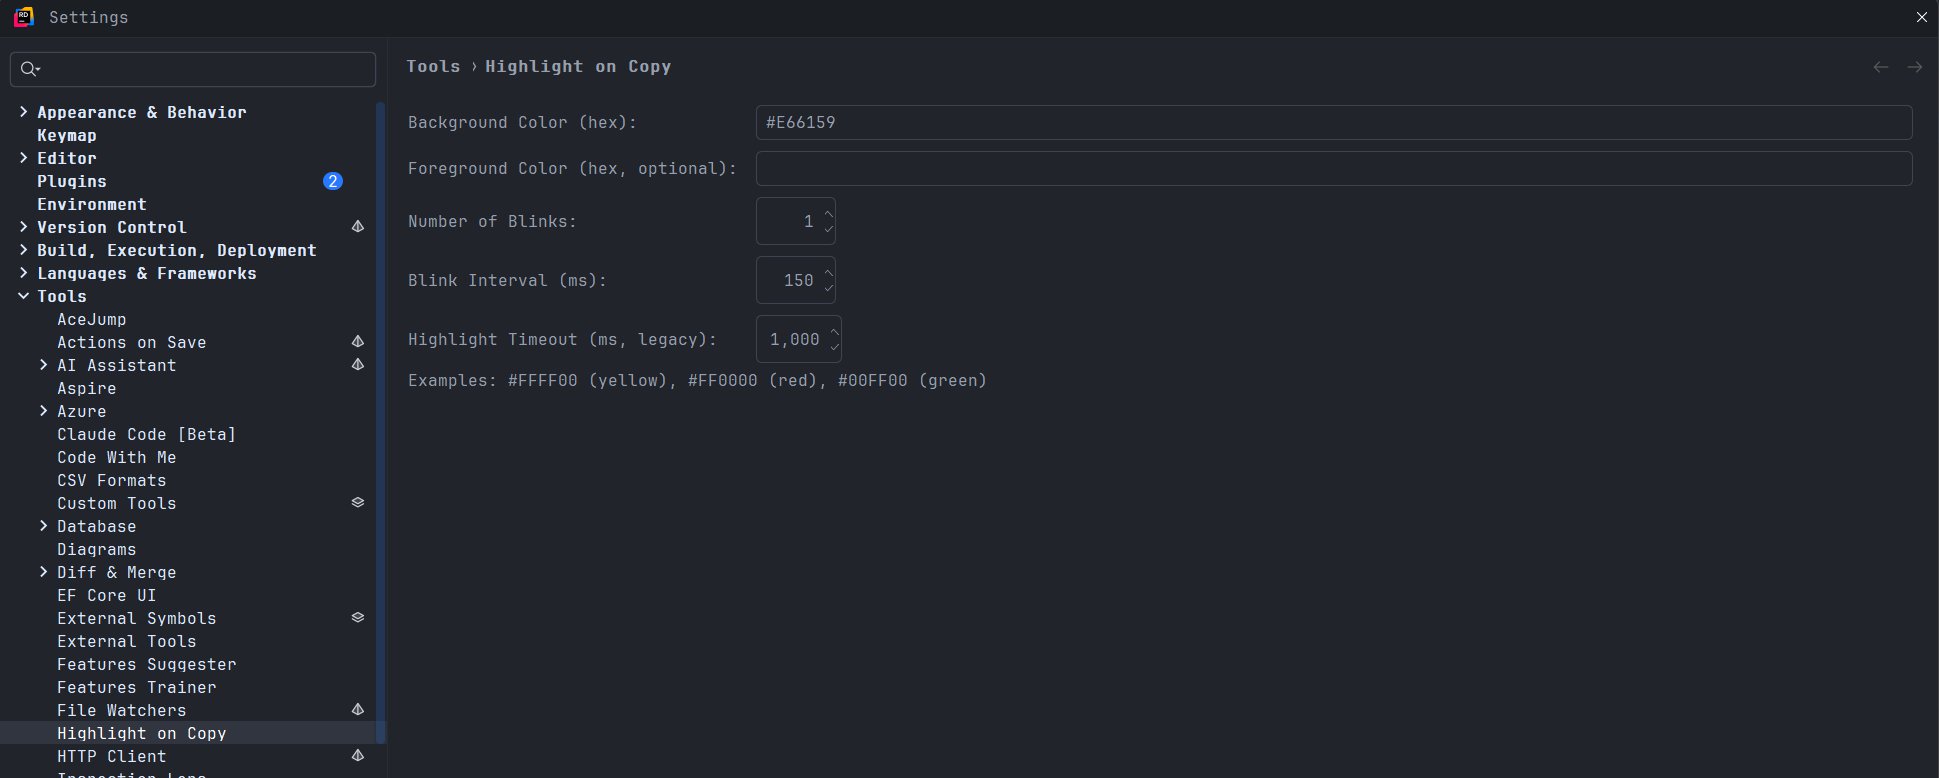 Settings
Tools › Highlight on Copy
Appearance & Behavior
Keymap
Editor
Plugins 2
Environment
Version Control
Build, Execution, Deployment
Languages & Frameworks
Tools
AceJump
Actions on Save
AI Assistant
Aspire
Azure
Claude Code [Beta]
Code With Me
CSV Formats
Custom Tools
Database
Diagrams
Diff & Merge
EF Core UI
External Symbols
External Tools
Features Suggester
Features Trainer
File Watchers
Highlight on Copy
HTTP Client
Background Color (hex): #E66159
Foreground Color (hex, optional):
Number of Blinks: 1
Blink Interval (ms): 150
Highlight Timeout (ms, legacy): 1,000
Examples: #FFFF00 (yellow), #FF0000 (red), #00FF00 (green)